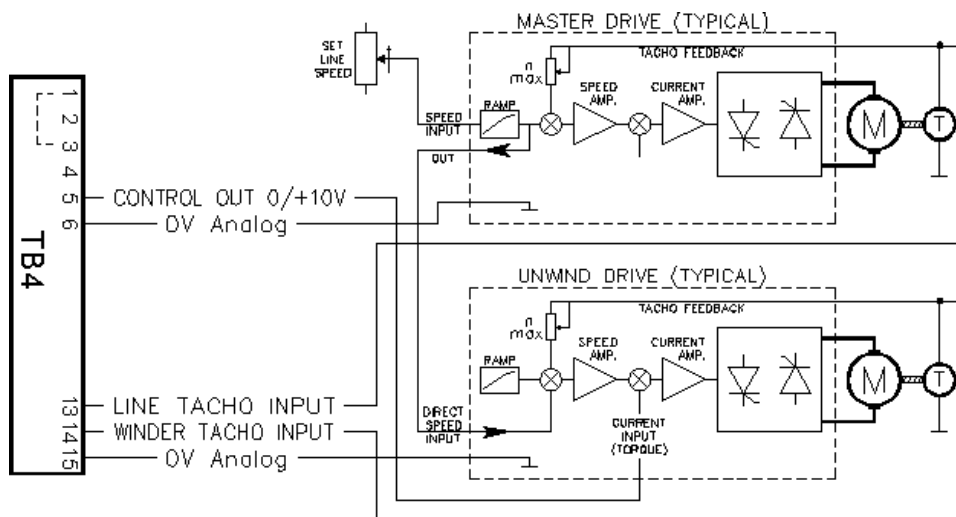 MASTER DRIVE (TYPICAL)
SET
LINE
SPEED
TACHO FEEDBACK
n
max
SPEED
AMP.
CURRENT
AMP.
RAMP
SPEED
INPUT
OUT
M
T
1
2
3
4
5
6
TB4
CONTROL OUT 0/+10V
0V Analog
UNWIND DRIVE (TYPICAL)
TACHO FEEDBACK
n
max
SPEED
AMP.
CURRENT
AMP.
RAMP
M
T
13
14
15
LINE TACHO INPUT
WINDER TACHO INPUT
0V Analog
DIRECT
SPEED
INPUT
CURRENT
INPUT
(TORQUE)